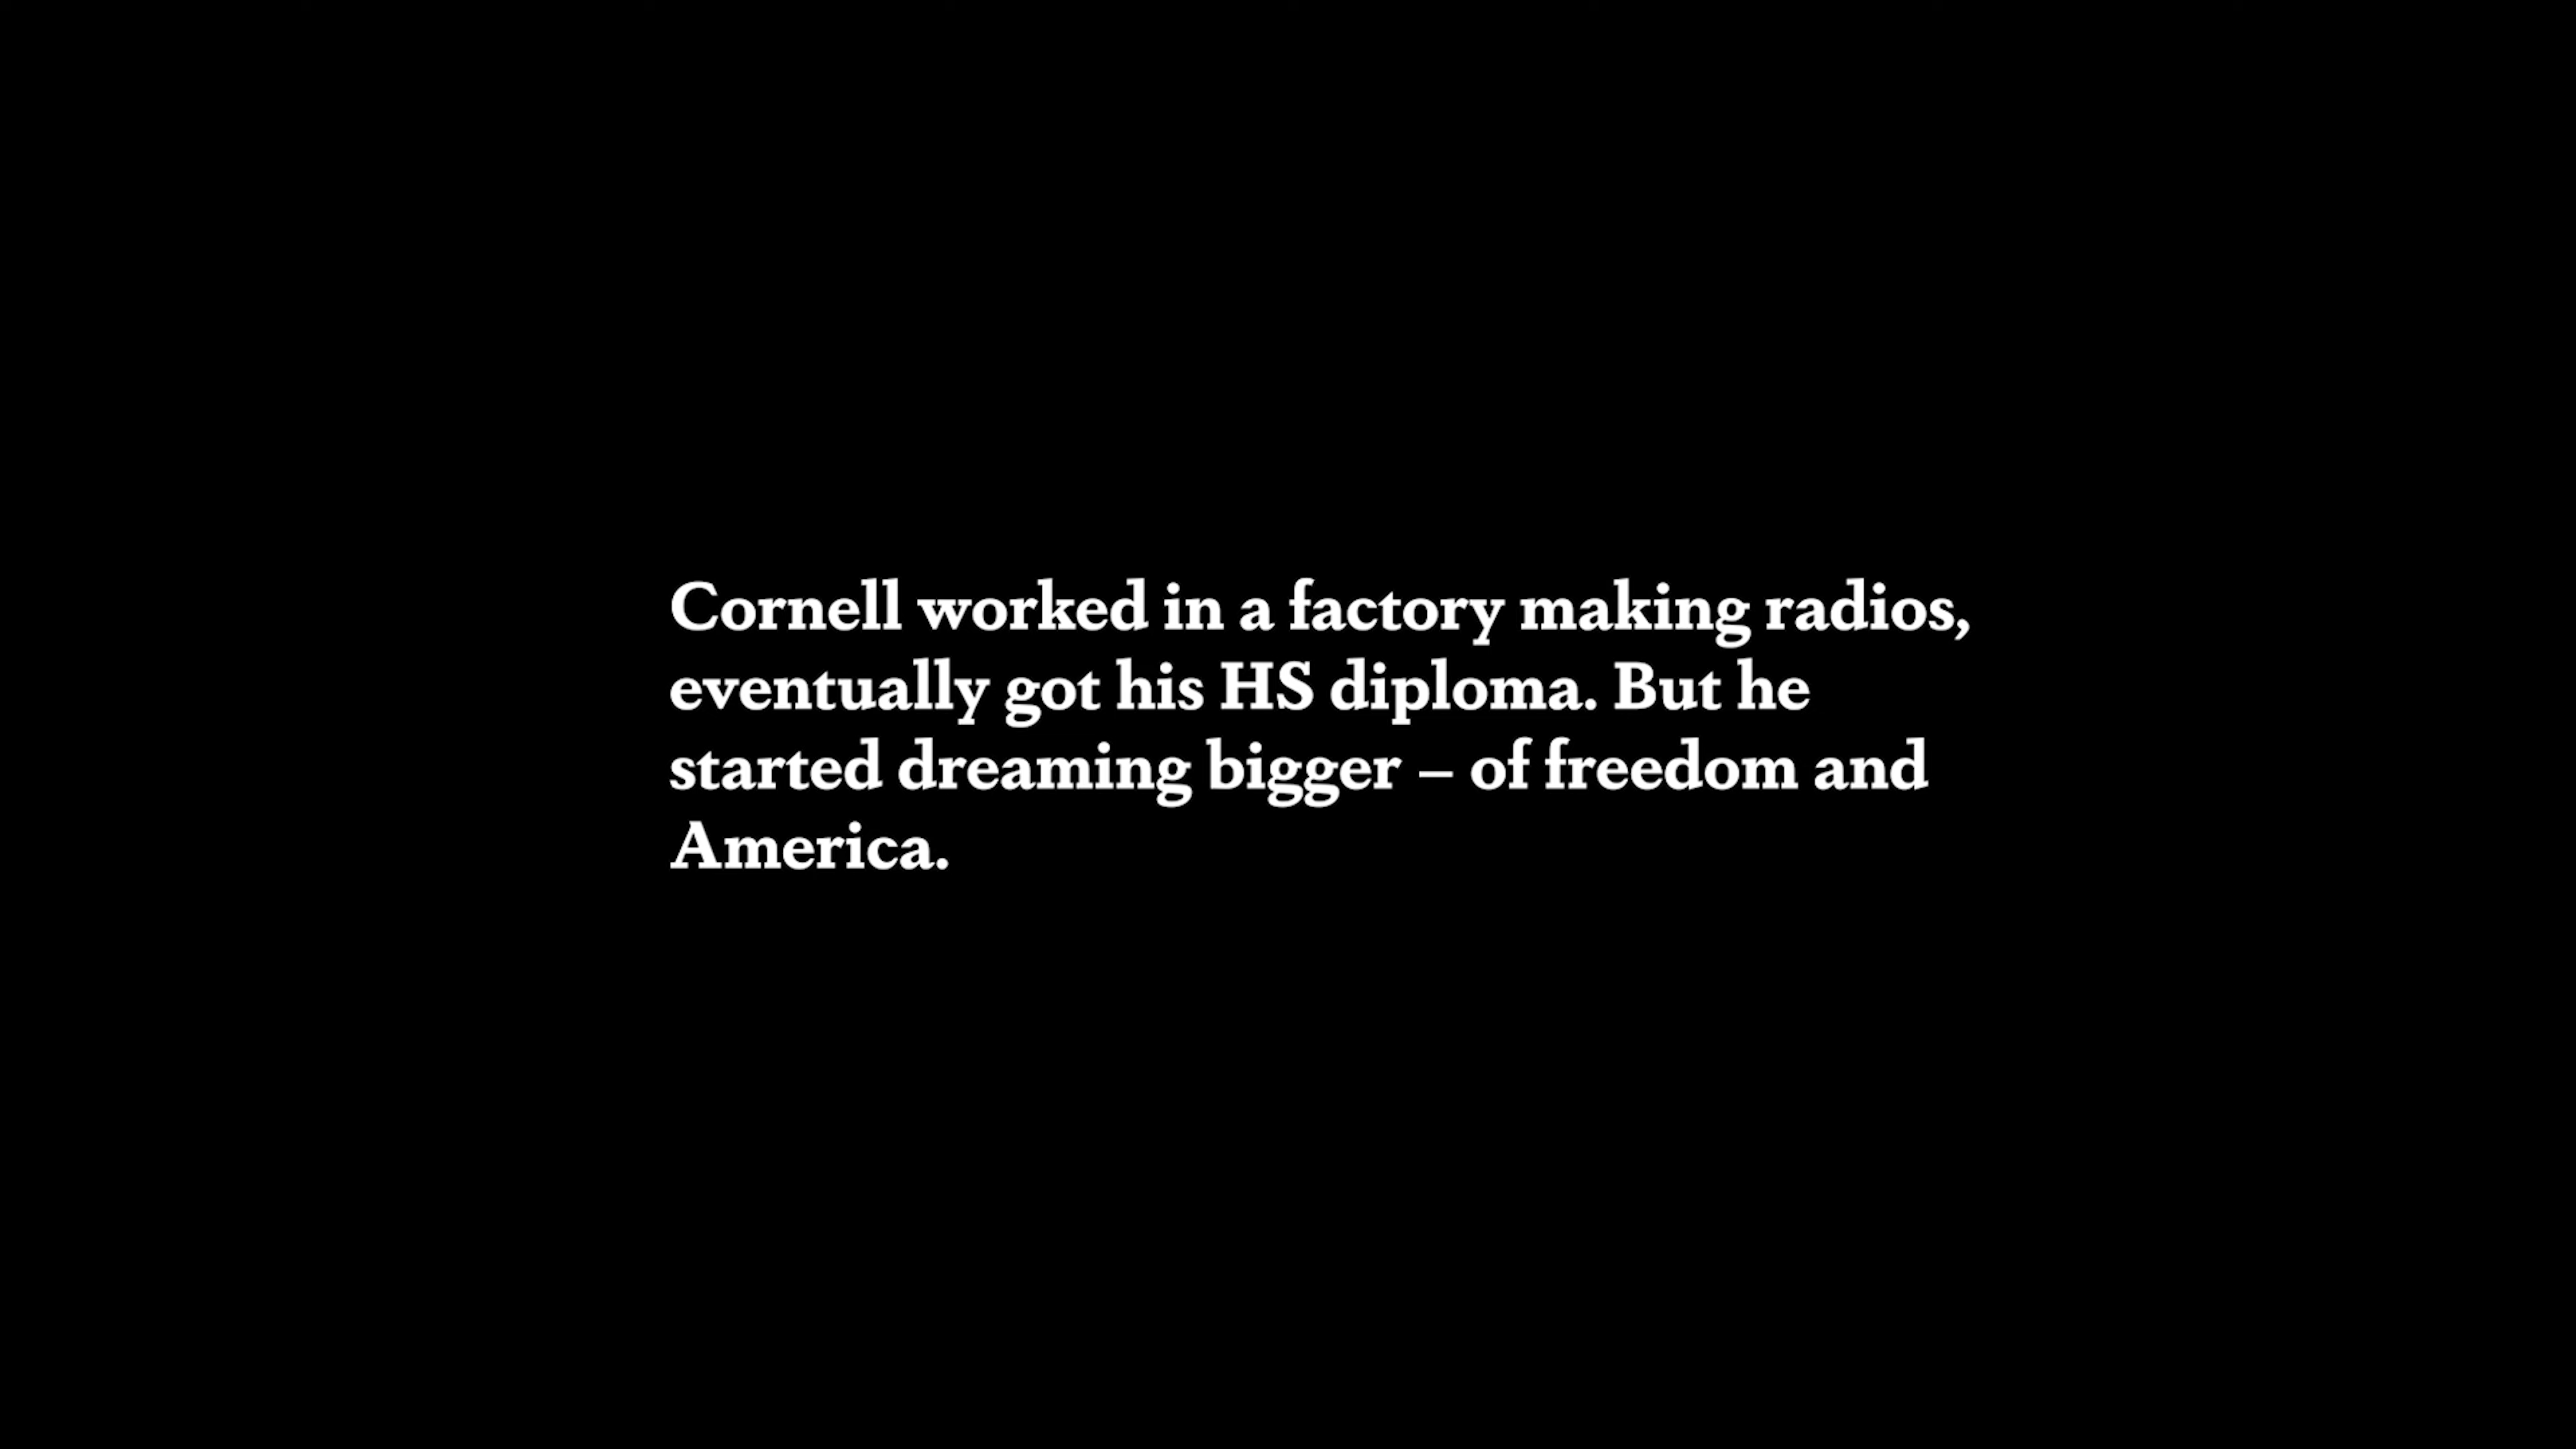 Cornell worked in a factory making radios,
eventually got his HS diploma. But he
started dreaming bigger – of freedom and
America.